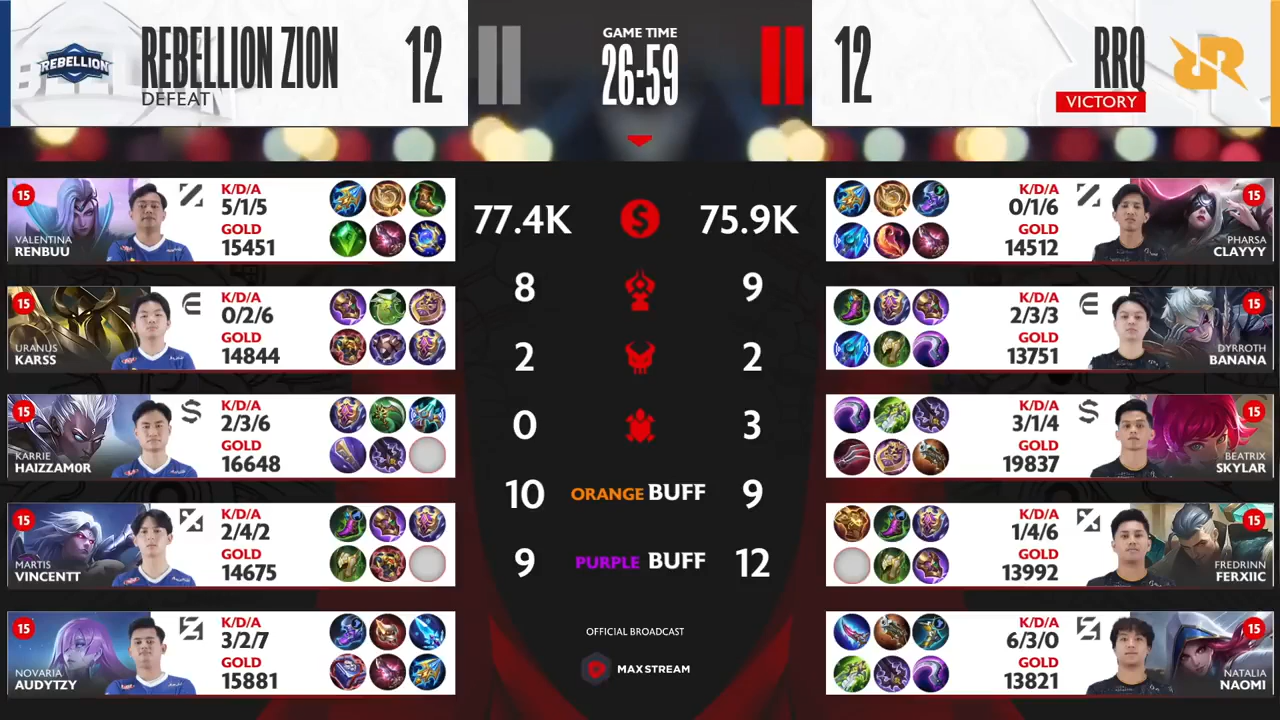 REBELLION
REBELLION ZION
DEFEAT
12
GAME TIME
26:59
12
RRQ
VICTORY
15
VALENTINA
RENBUU
K/D/A
5/1/5
GOLD
15451
15
URANUS
KARSS
K/D/A
0/2/6
GOLD
14844
15
KARRIE
HAIZZAM0R
K/D/A
2/3/6
GOLD
16648
15
MARTIS
VINCENTT
K/D/A
2/4/2
GOLD
14675
15
NOVARIA
AUDYTZY
K/D/A
3/2/7
GOLD
15881
77.4K $ 75.9K
8 9
2 2
0 3
10 ORANGE BUFF 9
9 PURPLE BUFF 12
OFFICIAL BROADCAST
MAXSTREAM
K/D/A
0/1/6
GOLD
14512
15
PHARSA
CLAYYY
K/D/A
2/3/3
GOLD
13751
15
DYRROTH
BANANA
K/D/A
3/1/4
GOLD
19837
15
BEATRIX
SKYLAR
K/D/A
1/4/6
GOLD
13992
15
FREDRINN
FERXIIC
K/D/A
6/3/0
GOLD
13821
15
NATALIA
NAOMI